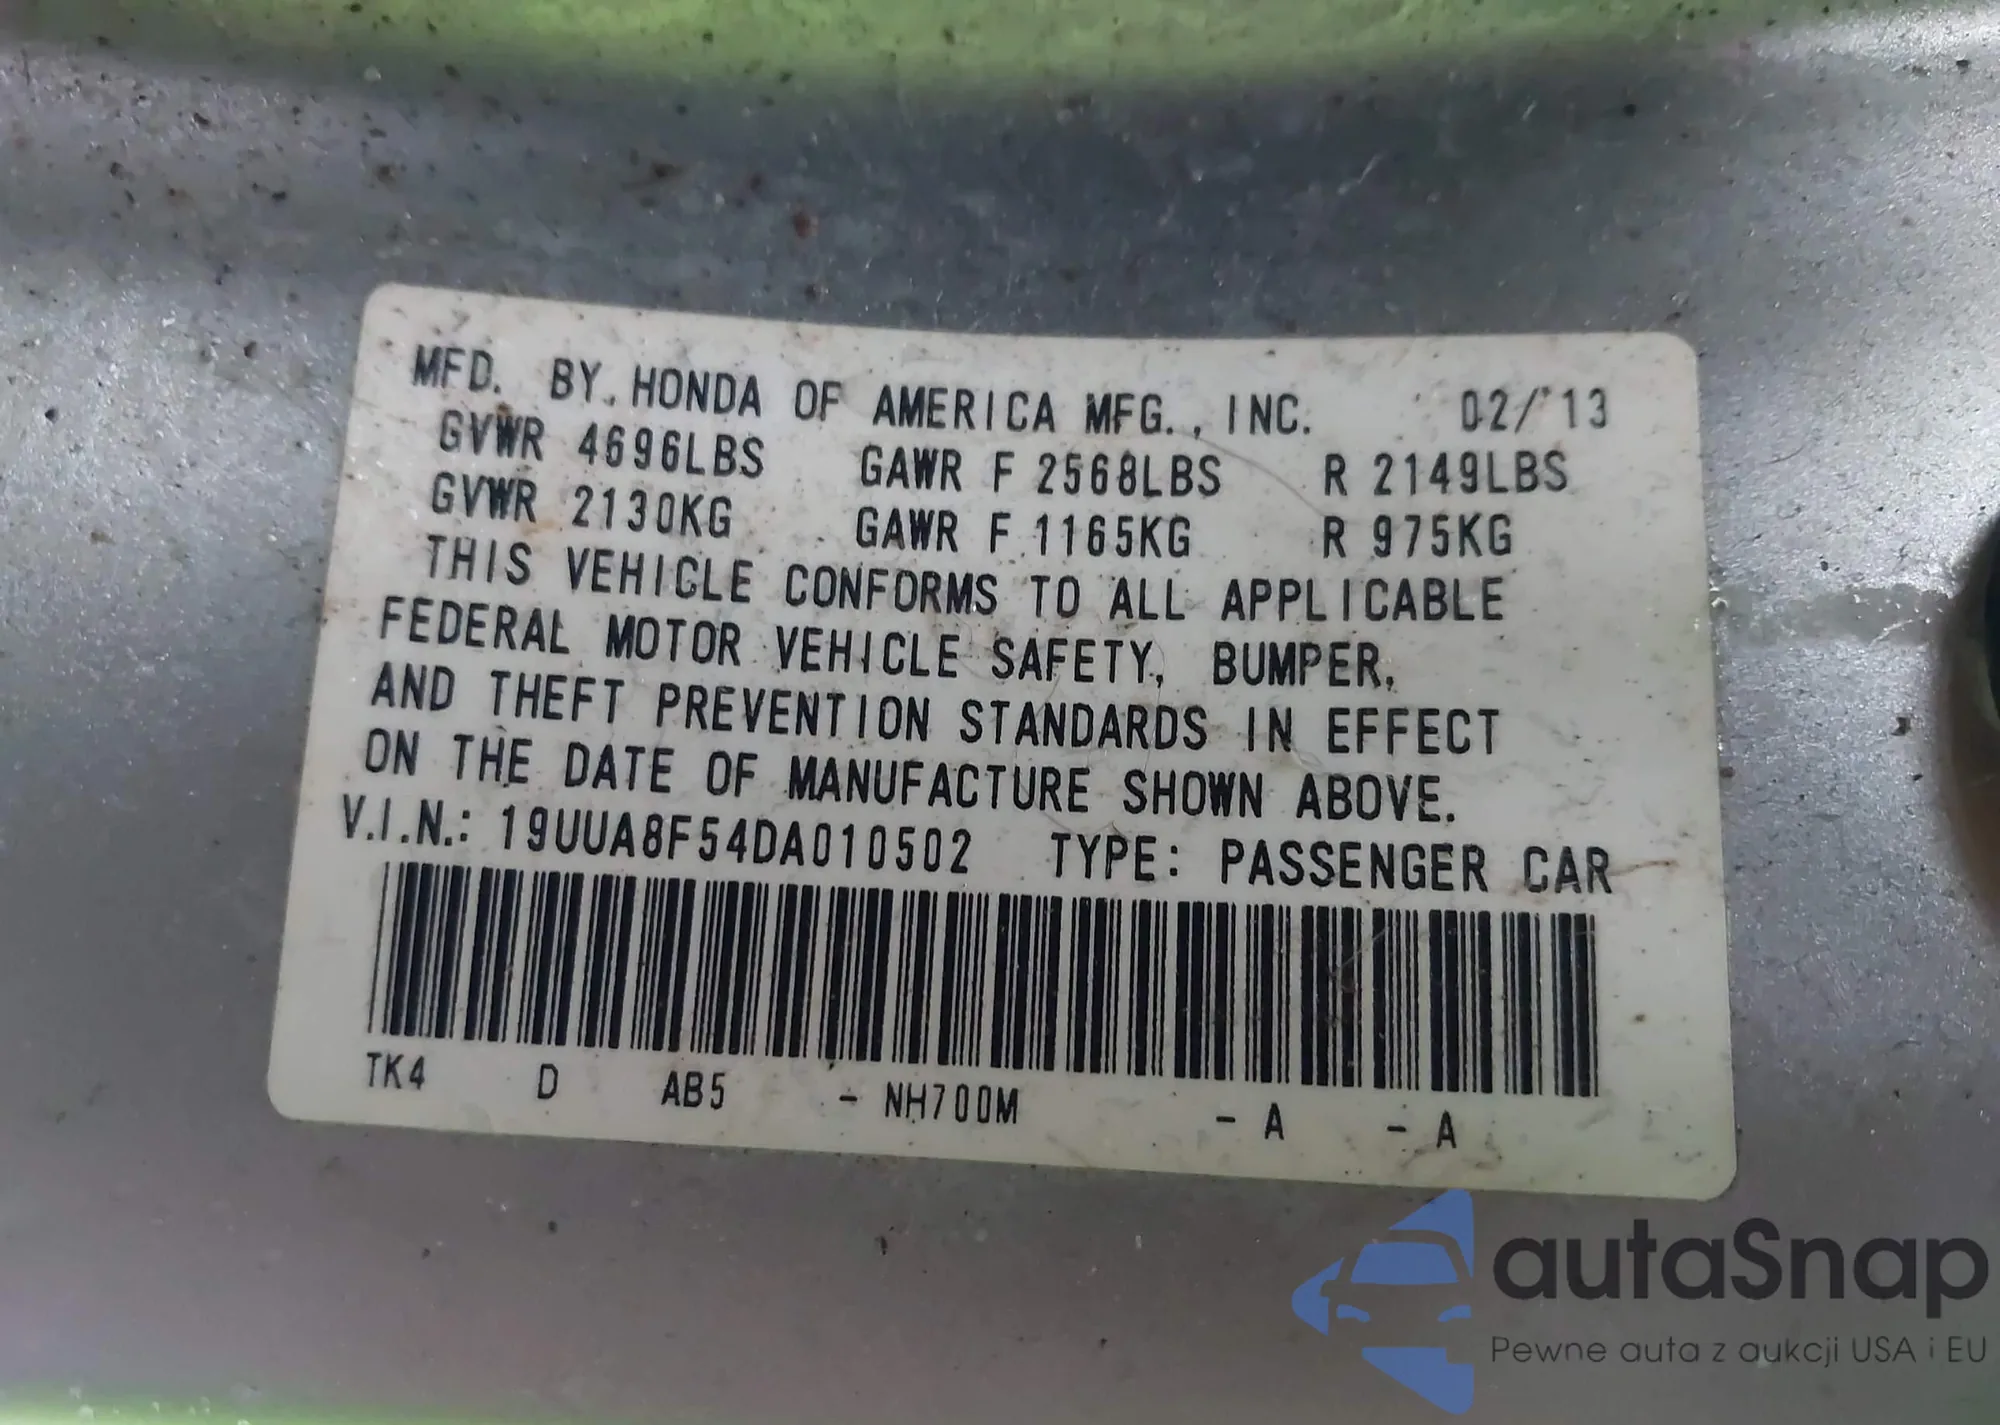 MFD. BY HONDA OF AMERICA MFG., INC. 02/'13
GVWR 4696LBS GAWR F 2568LBS R 2149LBS
GVWR 2130KG GAWR F 1165KG R 975KG
THIS VEHICLE CONFORMS TO ALL APPLICABLE
FEDERAL MOTOR VEHICLE SAFETY, BUMPER,
AND THEFT PREVENTION STANDARDS IN EFFECT
ON THE DATE OF MANUFACTURE SHOWN ABOVE.
V.I.N.: 19UUA8F54DA010502 TYPE: PASSENGER CAR
TK4 D AB5 - NH700M - A - A
autaSnap
Pewne auta z aukcji USA i EU